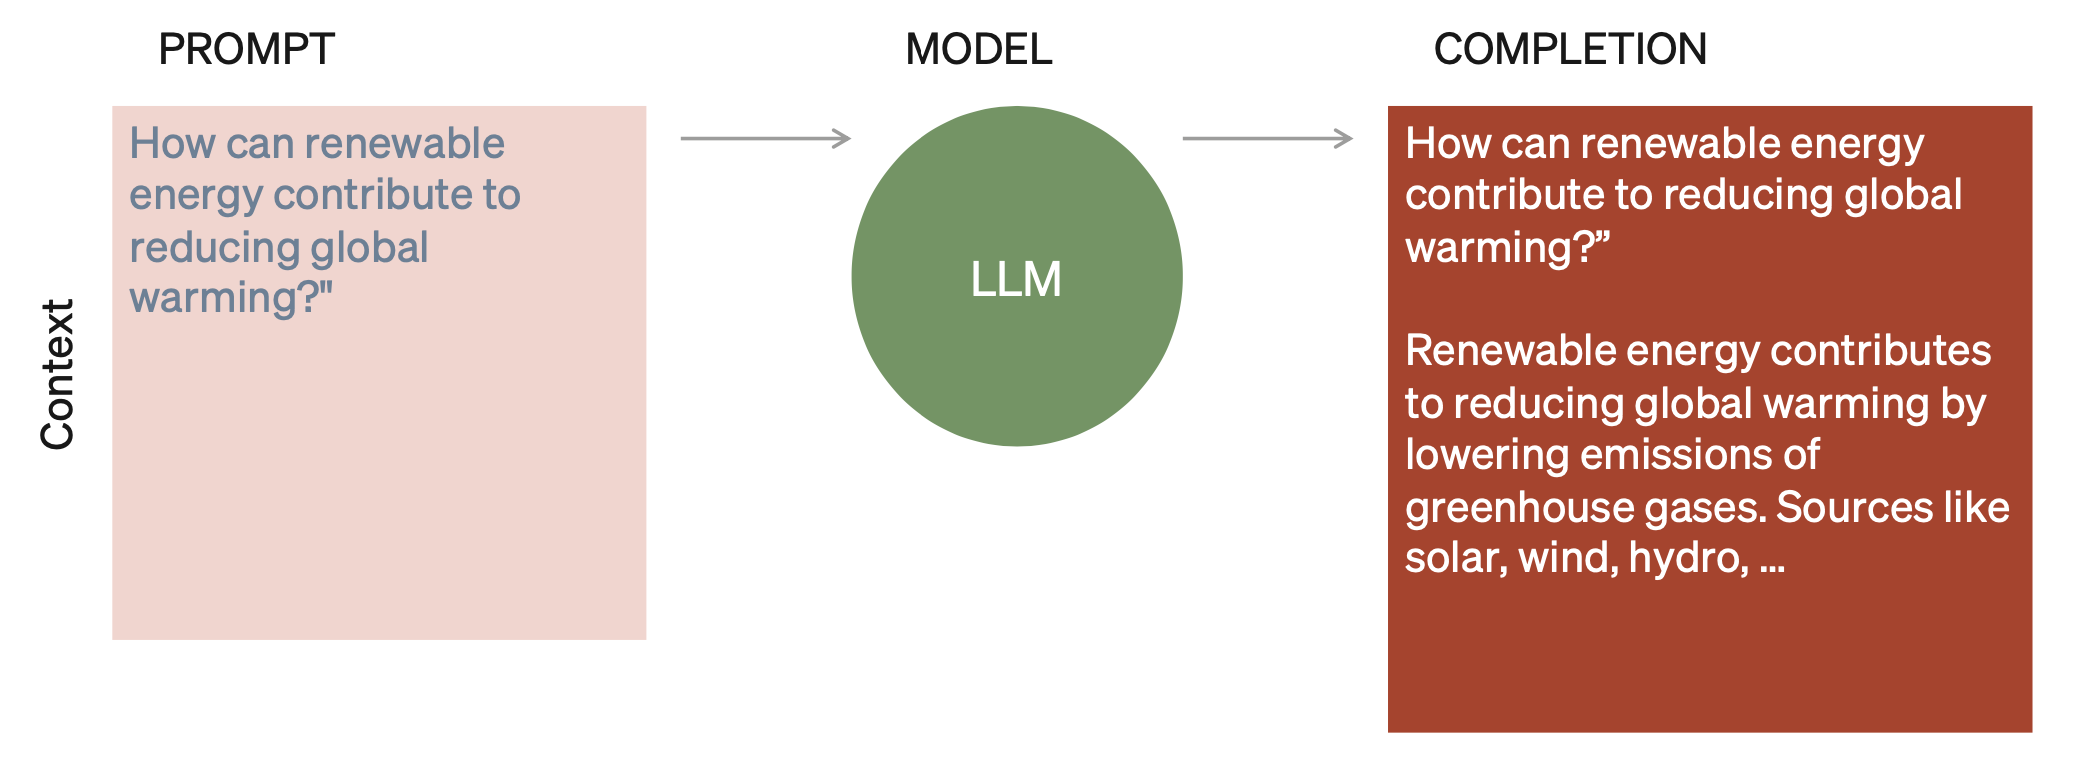 PROMPT
MODEL
COMPLETION
Context
How can renewable
energy contribute to
reducing global
warming?"
LLM
How can renewable energy
contribute to reducing global
warming?”
Renewable energy contributes
to reducing global warming by
lowering emissions of
greenhouse gases. Sources like
solar, wind, hydro, ...